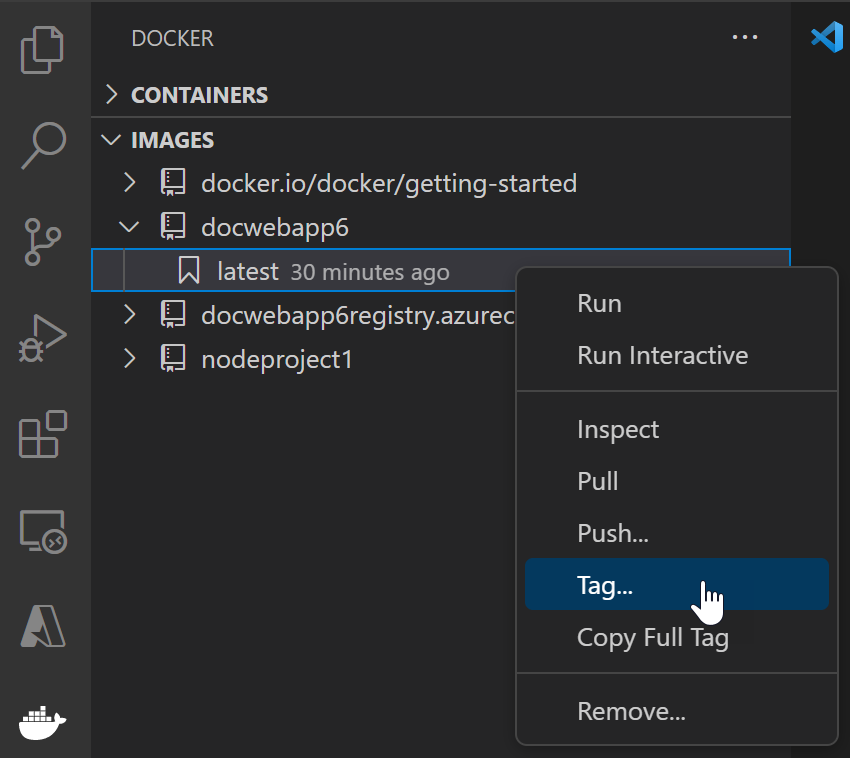 DOCKER
CONTAINERS
IMAGES
docker.io/docker/getting-started
docwebapp6
latest 30 minutes ago
docwebapp6registry.azurec
nodeproject1
Run
Run Interactive
Inspect
Pull
Push...
Tag...
Copy Full Tag
Remove...